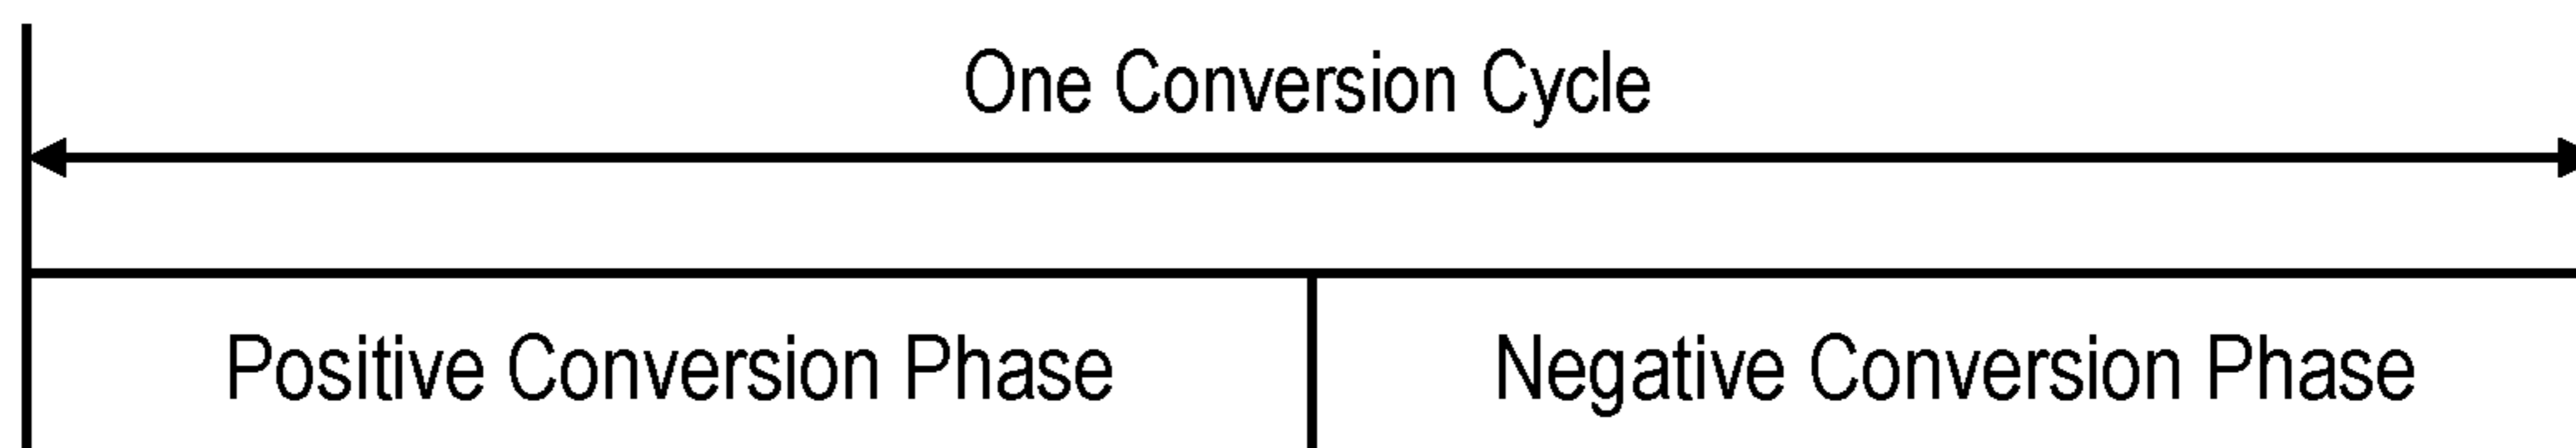 One Conversion Cycle
Positive Conversion Phase Negative Conversion Phase